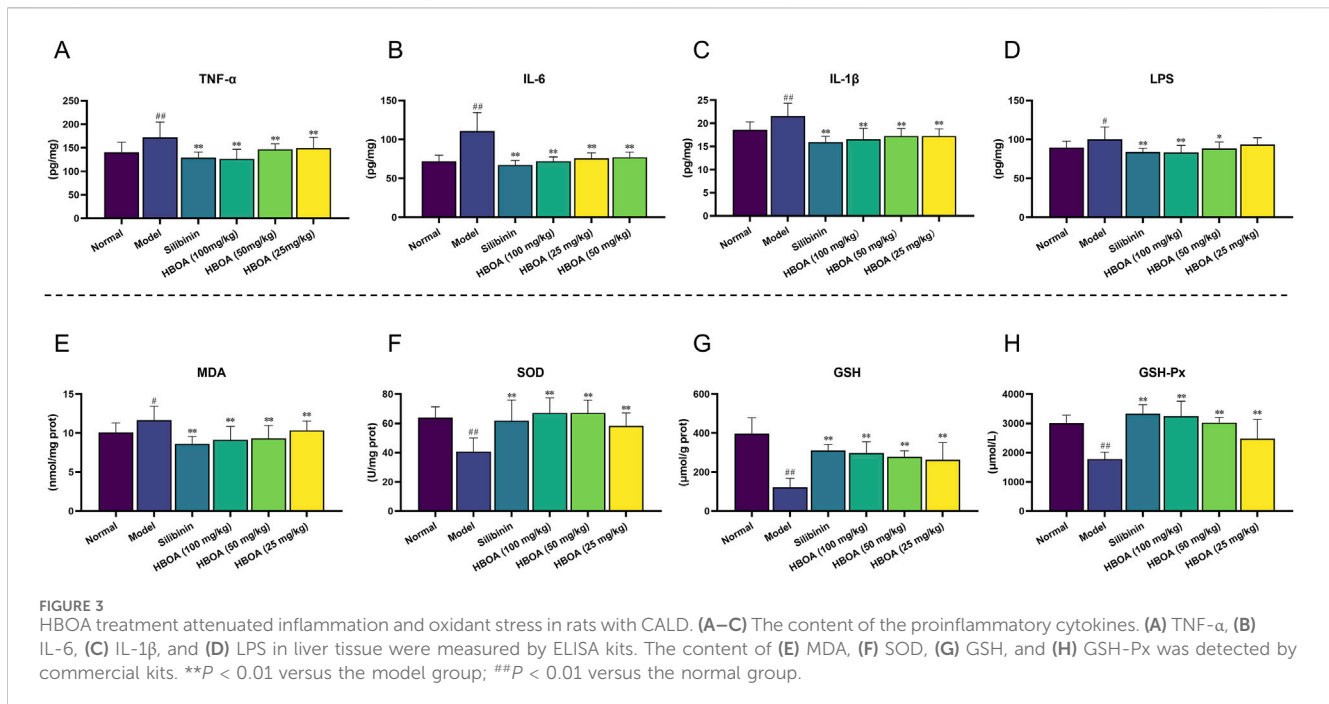 A
TNF-α
(pg/mg)
250
200
150
100
50
0
##
**
**
**
**
Normal
Model
Silibinin
HBOA (100mg/kg)
HBOA (50mg/kg)
HBOA (25mg/kg)
B
IL-6
(pg/mg)
150
100
50
0
##
**
**
**
**
Normal
Model
Silibinin
HBOA (100 mg/kg)
HBOA (25 mg/kg)
HBOA (50 mg/kg)
C
IL-1β
(pg/mg)
25
20
15
10
5
0
##
**
**
**
**
Normal
Model
Silibinin
HBOA (100 mg/kg)
HBOA (50 mg/kg)
HBOA (25 mg/kg)
D
LPS
(pg/mg)
150
100
50
0
#
**
**
*
Normal
Model
Silibinin
HBOA (100 mg/kg)
HBOA (50 mg/kg)
HBOA (25 mg/kg)
E
MDA
(nmol/mg prot)
15
10
5
0
#
**
**
**
**
Normal
Model
Silibinin
HBOA (100 mg/kg)
HBOA (50 mg/kg)
HBOA (25 mg/kg)
F
SOD
(U/mg prot)
80
60
40
20
0
##
**
**
**
**
Normal
Model
Silibinin
HBOA (100 mg/kg)
HBOA (50 mg/kg)
HBOA (25 mg/kg)
G
GSH
(μmol/g prot)
600
400
200
0
##
**
**
**
**
Normal
Model
Silibinin
HBOA (100 mg/kg)
HBOA (50 mg/kg)
HBOA (25 mg/kg)
H
GSH-Px
(μmol/L)
4000
3000
2000
1000
0
##
**
**
**
**
Normal
Model
Silibinin
HBOA (100 mg/kg)
HBOA (50 mg/kg)
HBOA (25 mg/kg)
FIGURE 3
HBOA treatment attenuated inflammation and oxidant stress in rats with CALD. (A–C) The content of the proinflammatory cytokines. (A) TNF-α, (B)
IL-6, (C) IL-1β, and (D) LPS in liver tissue were measured by ELISA kits. The content of (E) MDA, (F) SOD, (G) GSH, and (H) GSH-Px was detected by
commercial kits. **P < 0.01 versus the model group; ##P < 0.01 versus the normal group.